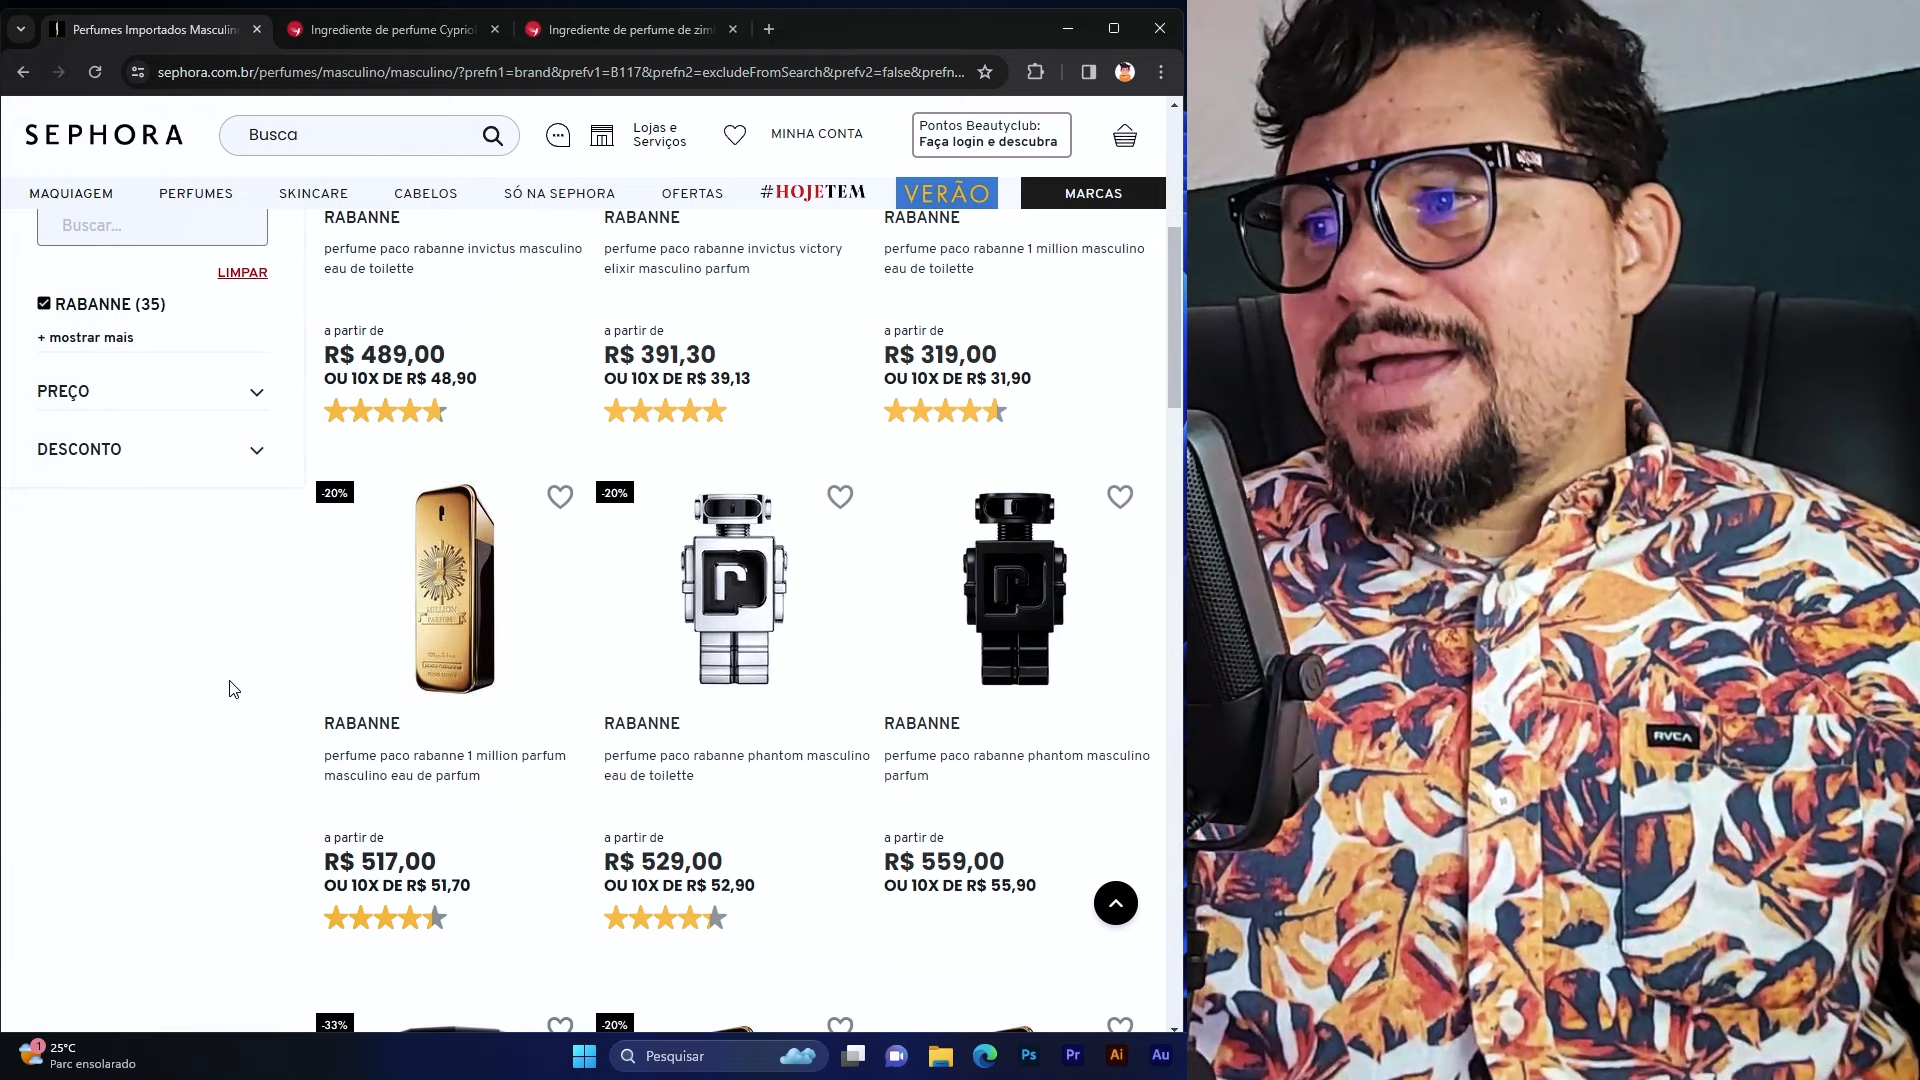 Perfumes Importados Masculin
Ingrediente de perfume Cyprio
Ingrediente de perfume de zim
sephora.com.br/perfumes/masculino/masculino/?prefn1=brand&prefv1=B117&prefn2=excludeFromSearch&prefv2=false&prefn...
SEPHORA
Busca
Lojas e
Serviços
MINHA CONTA
Pontos Beautyclub:
Faça login e descubra
MAQUIAGEM
PERFUMES
SKINCARE
CABELOS
SÓ NA SEPHORA
OFERTAS
#HOJETEM
VERÃO
MARCAS
Buscar...
LIMPAR
RABANNE (35)
+ mostrar mais
PREÇO
DESCONTO
RABANNE
perfume paco rabanne invictus masculino
eau de toilette
a partir de
R$ 489,00
OU 10X DE R$ 48,90
RABANNE
perfume paco rabanne invictus victory
elixir masculino parfum
a partir de
R$ 391,30
OU 10X DE R$ 39,13
RABANNE
perfume paco rabanne 1 million masculino
eau de toilette
a partir de
R$ 319,00
OU 10X DE R$ 31,90
-20%
1
MILLION
PARFUM
RABANNE
perfume paco rabanne 1 million parfum
masculino eau de parfum
a partir de
R$ 517,00
OU 10X DE R$ 51,70
-20%
RABANNE
perfume paco rabanne phantom masculino
eau de toilette
a partir de
R$ 529,00
OU 10X DE R$ 52,90
RABANNE
perfume paco rabanne phantom masculino
parfum
a partir de
R$ 559,00
OU 10X DE R$ 55,90
-33%
-20%
RVCA
1
25°C
Parc ensolarado
Pesquisar
Ps
Pr
Ai
Au